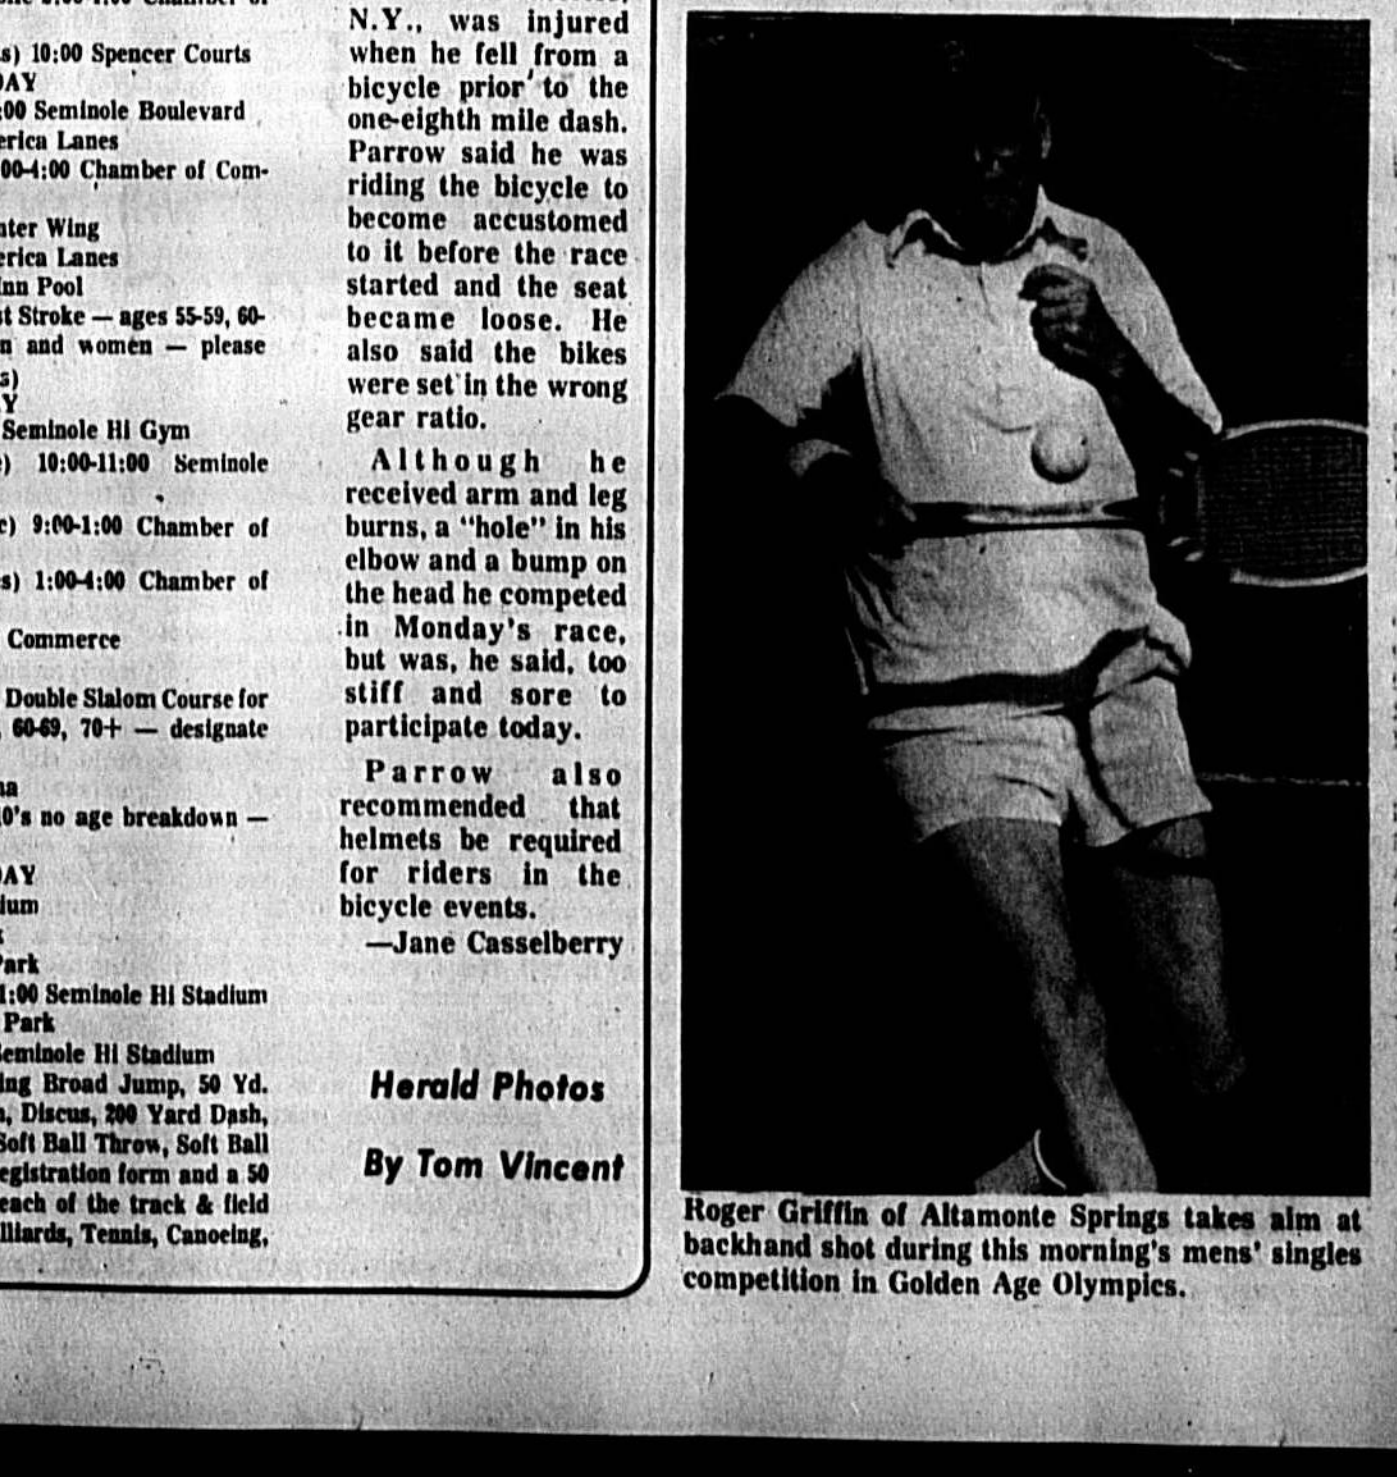 s) 10:00 Spencer Courts
DAY
:00 Seminole Boulevard
erica Lanes
00-4:00 Chamber of Com-
nter Wing
erica Lanes
Inn Pool
st Stroke — ages 55-59, 60-
n and women — please
s)
Y
Seminole Hi Gym
e) 10:00-11:00 Seminole
c) 9:00-1:00 Chamber of
s) 1:00-4:00 Chamber of
Commerce
Double Slalom Course for
, 60-69, 70+ — designate
na
0's no age breakdown —
DAY
ium
Park
1:00 Seminole Hi Stadium
Park
Seminole Hi Stadium
ing Broad Jump, 50 Yd.
n, Discus, 200 Yard Dash,
Soft Ball Throw, Soft Ball
egistration form and a 50
each of the track & field
lliards, Tennis, Canoeing,
N.Y., was injured
when he fell from a
bicycle prior to the
one-eighth mile dash.
Parrow said he was
riding the bicycle to
become accustomed
to it before the race
started and the seat
became loose. He
also said the bikes
were set in the wrong
gear ratio.
Although he
received arm and leg
burns, a "hole" in his
elbow and a bump on
the head he competed
in Monday's race,
but was, he said, too
stiff and sore to
participate today.
Parrow also
recommended that
helmets be required
for riders in the
bicycle events.
—Jane Casselberry
Herald Photos
By Tom Vincent
Roger Griffin of Altamonte Springs takes aim at
backhand shot during this morning's mens' singles
competition in Golden Age Olympics.